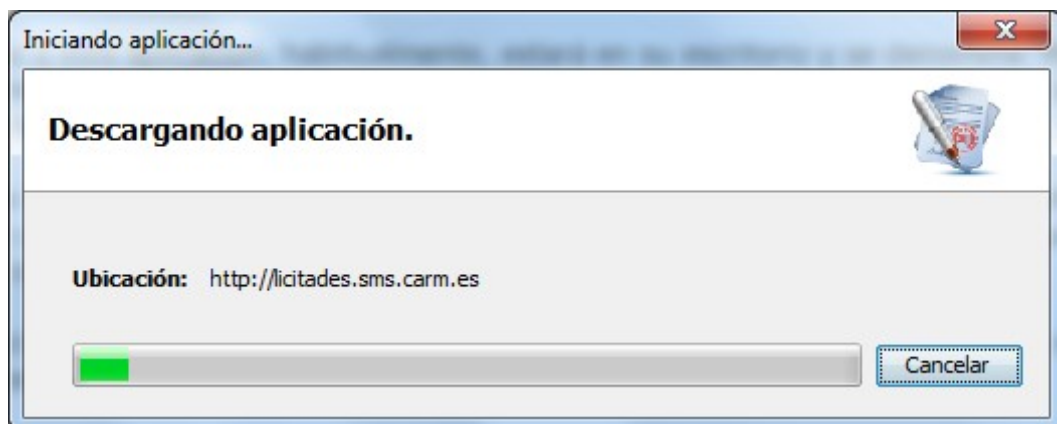 Iniciando aplicación...
Descargando aplicación.
Ubicación: http://licitades.sms.carm.es
Cancelar